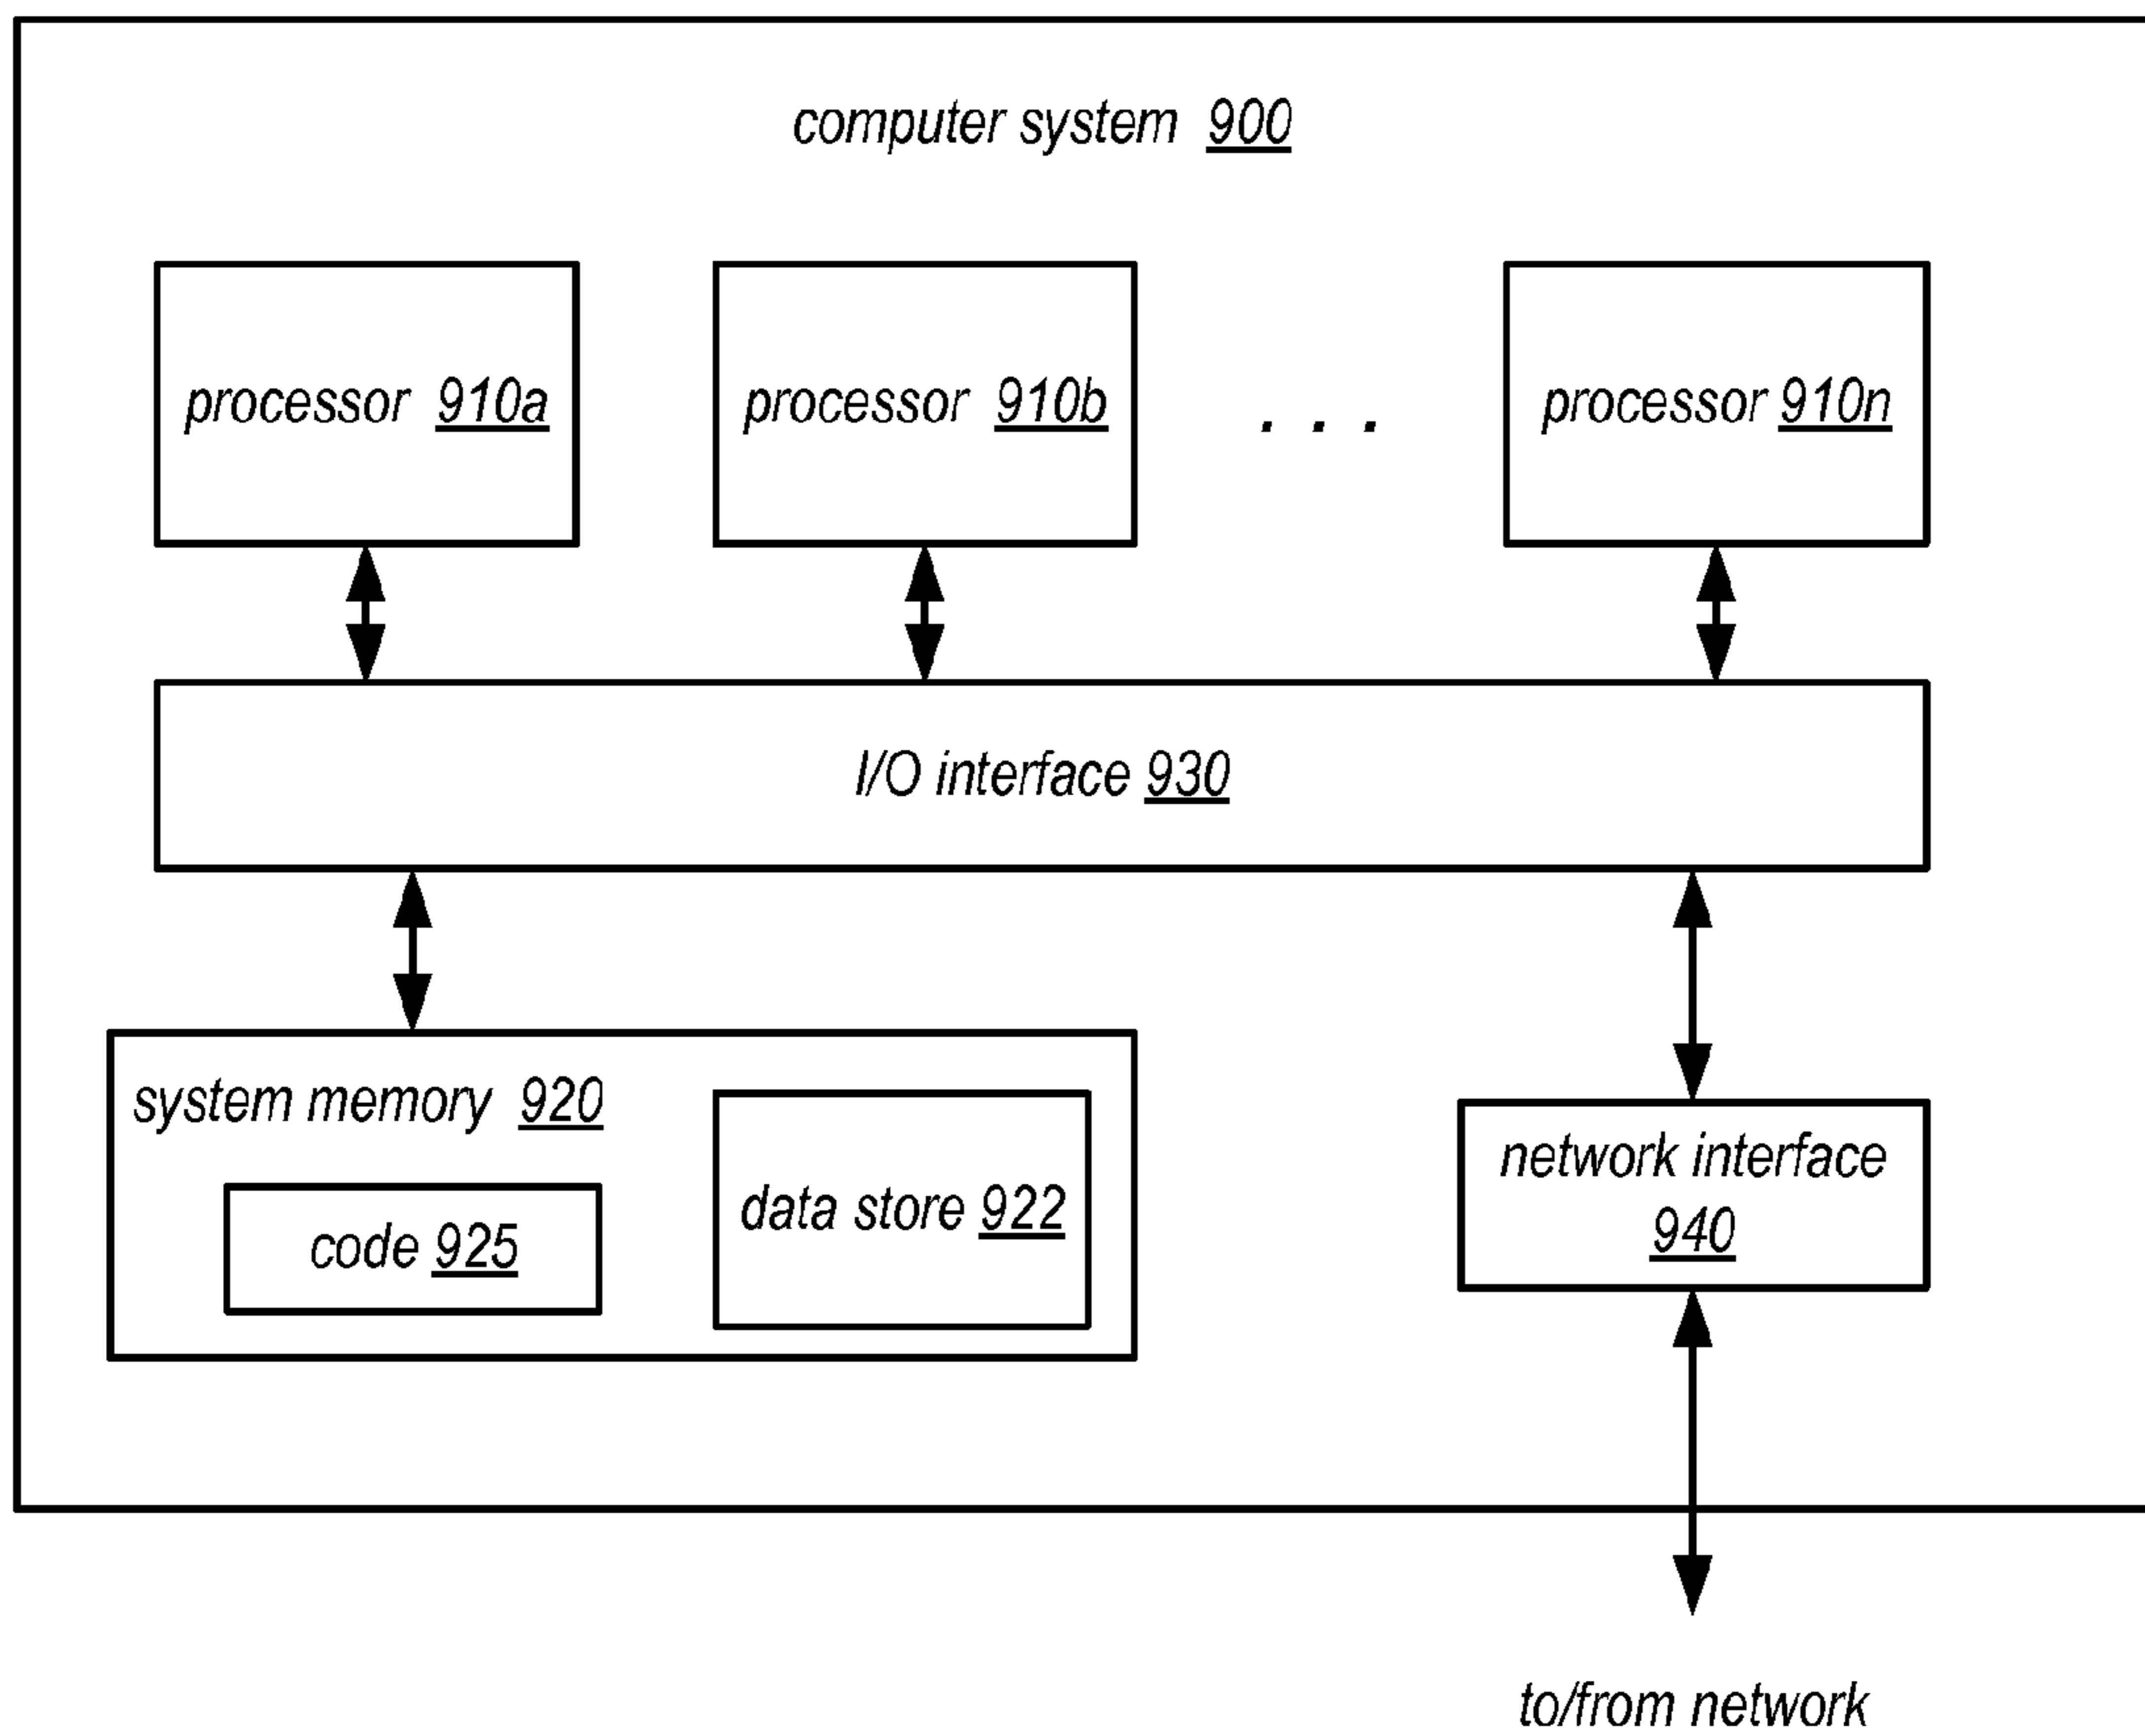 computer system 900
processor 910a
processor 910b
. . .
processor 910n
I/O interface 930
system memory 920
code 925
data store 922
network interface
940
to/from network